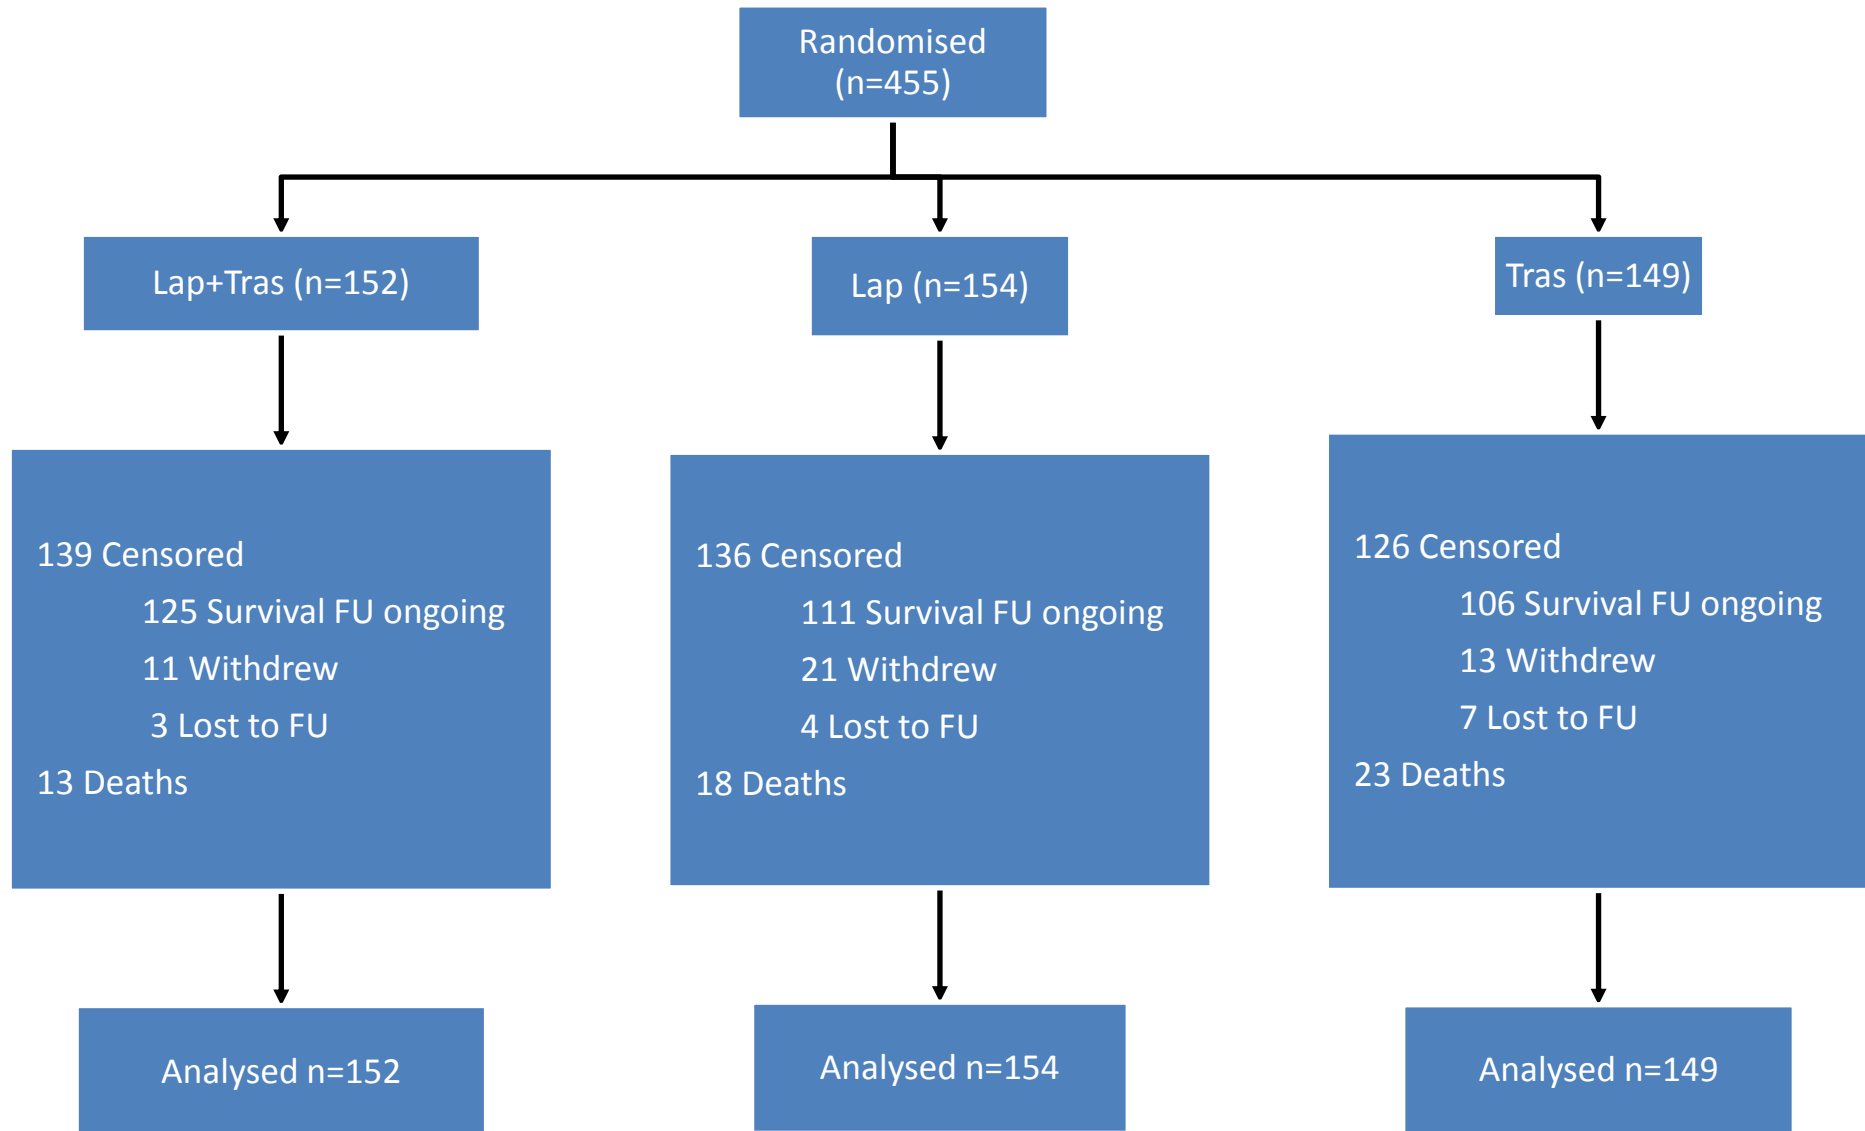 Randomised
(n=455)
Lap+Tras (n=152)
Lap (n=154)
Tras (n=149)
139 Censored
125 Survival FU ongoing
11 Withdrew
3 Lost to FU
13 Deaths
136 Censored
111 Survival FU ongoing
21 Withdrew
4 Lost to FU
18 Deaths
126 Censored
106 Survival FU ongoing
13 Withdrew
7 Lost to FU
23 Deaths
Analysed n=152
Analysed n=154
Analysed n=149